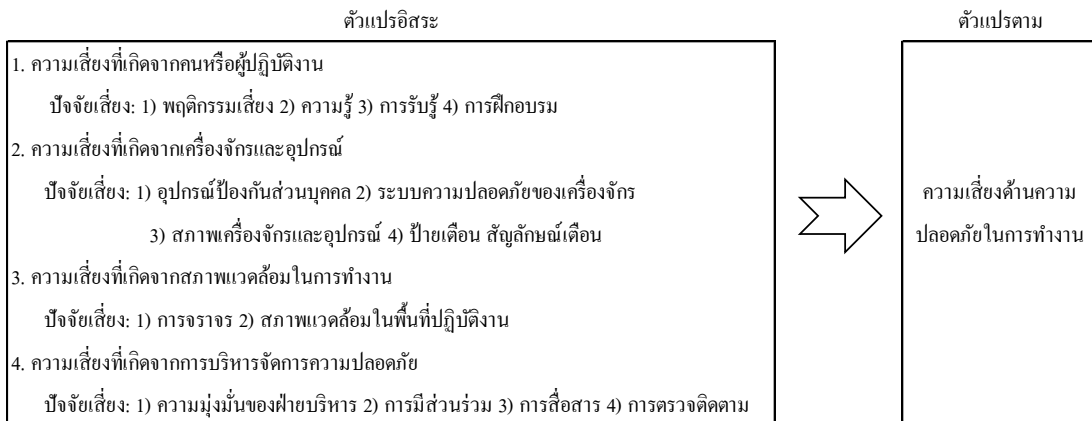 ตัวแปรอิสระ
ตัวแปรตาม
1. ความเสี่ยงที่เกิดจากคนหรือผู้ปฏิบัติงาน
ปัจจัยเสี่ยง: 1) พฤติกรรมเสี่ยง 2) ความรู้ 3) การรับรู้ 4) การฝึกอบรม
2. ความเสี่ยงที่เกิดจากเครื่องจักรและอุปกรณ์
ปัจจัยเสี่ยง: 1) อุปกรณ์ป้องกันส่วนบุคคล 2) ระบบความปลอดภัยของเครื่องจักร
3) สภาพเครื่องจักรและอุปกรณ์ 4) ป้ายเตือน สัญลักษณ์เตือน
3. ความเสี่ยงที่เกิดจากสภาพแวดล้อมในการทำงาน
ปัจจัยเสี่ยง: 1) การจราจร 2) สภาพแวดล้อมในพื้นที่ปฏิบัติงาน
4. ความเสี่ยงที่เกิดจากการบริหารจัดการความปลอดภัย
ปัจจัยเสี่ยง: 1) ความมุ่งมั่นของฝ่ายบริหาร 2) การมีส่วนร่วม 3) การสื่อสาร 4) การตรวจติดตาม
ความเสี่ยงด้านความ
ปลอดภัยในการทำงาน